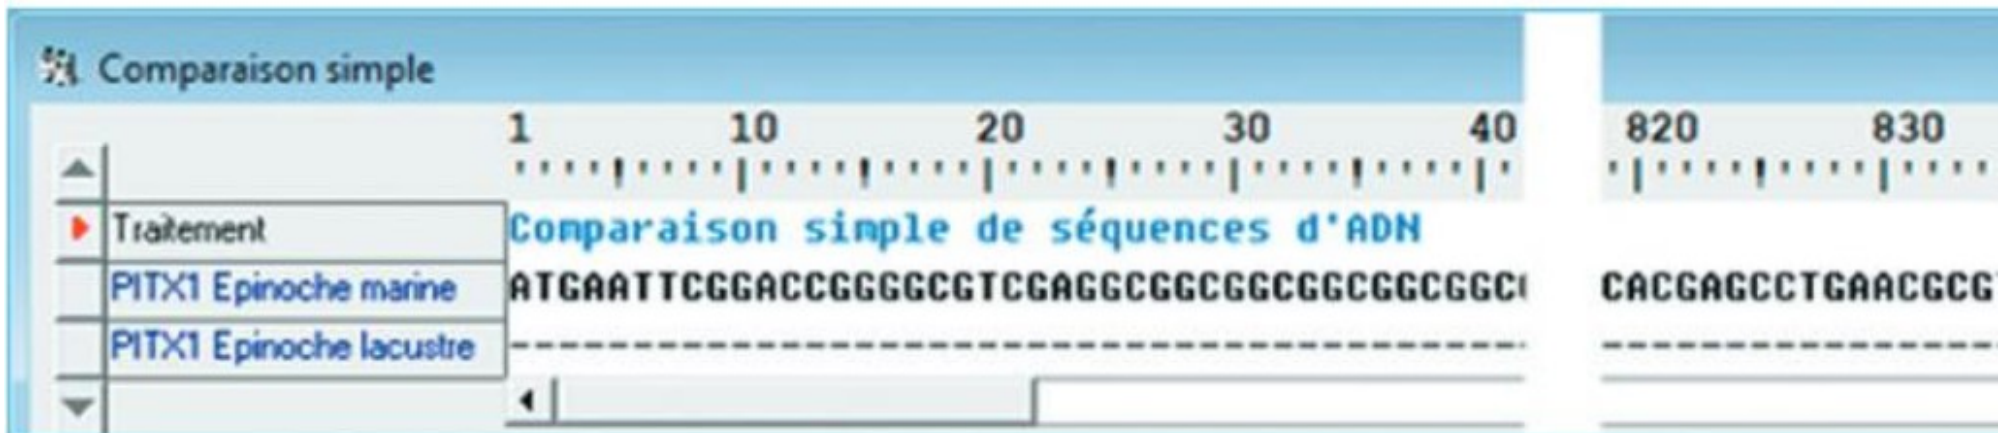 Comparaison simple
1 10 20 30 40 820 830
Traitement Comparaison simple de séquences d'ADN
PITX1 Epinoche marine ATGAATTCGGACCGGGGCGTCGAGGCGGCGGCGGCGGCGGC CACGAGCCTGAACGCG
PITX1 Epinoche lacustre ----------------------------------------- ----------------